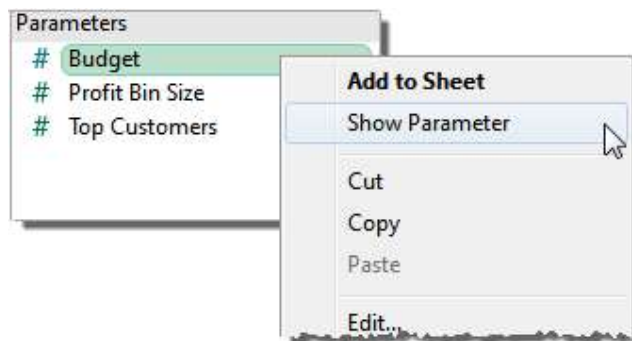 Parameters
# Budget
# Profit Bin Size
# Top Customers
Add to Sheet
Show Parameter
Cut
Copy
Paste
Edit...